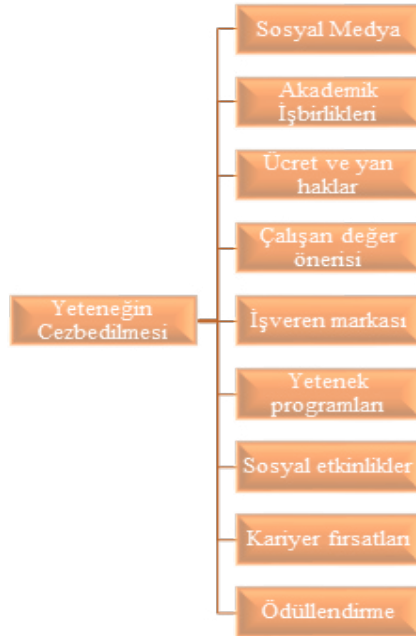 Sosyal Medya
Akademik
İşbirlikleri
Ücret ve yan
haklar
Çalışan değer
önerisi
Yeteneğin
Cezbedilmesi
İşveren markası
Yetenek
programları
Sosyal etkinlikler
Kariyer fırsatları
Ödüllendirme